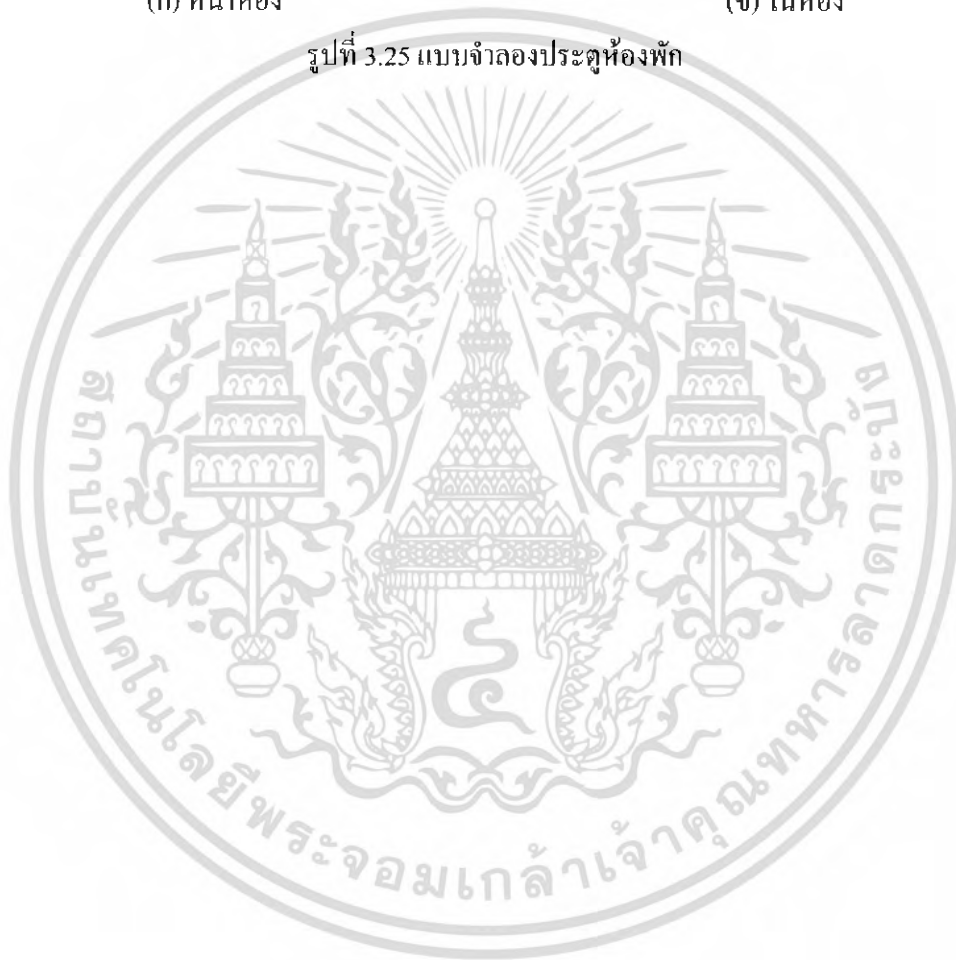 (ก) หน้าห้อง (ข) ในห้อง
รูปที่ 3.25 แบบจำลองประตูห้องพัก
สถาบันเทคโนโลยีพระจอมเกล้าเจ้าคุณทหารลาดกระบัง